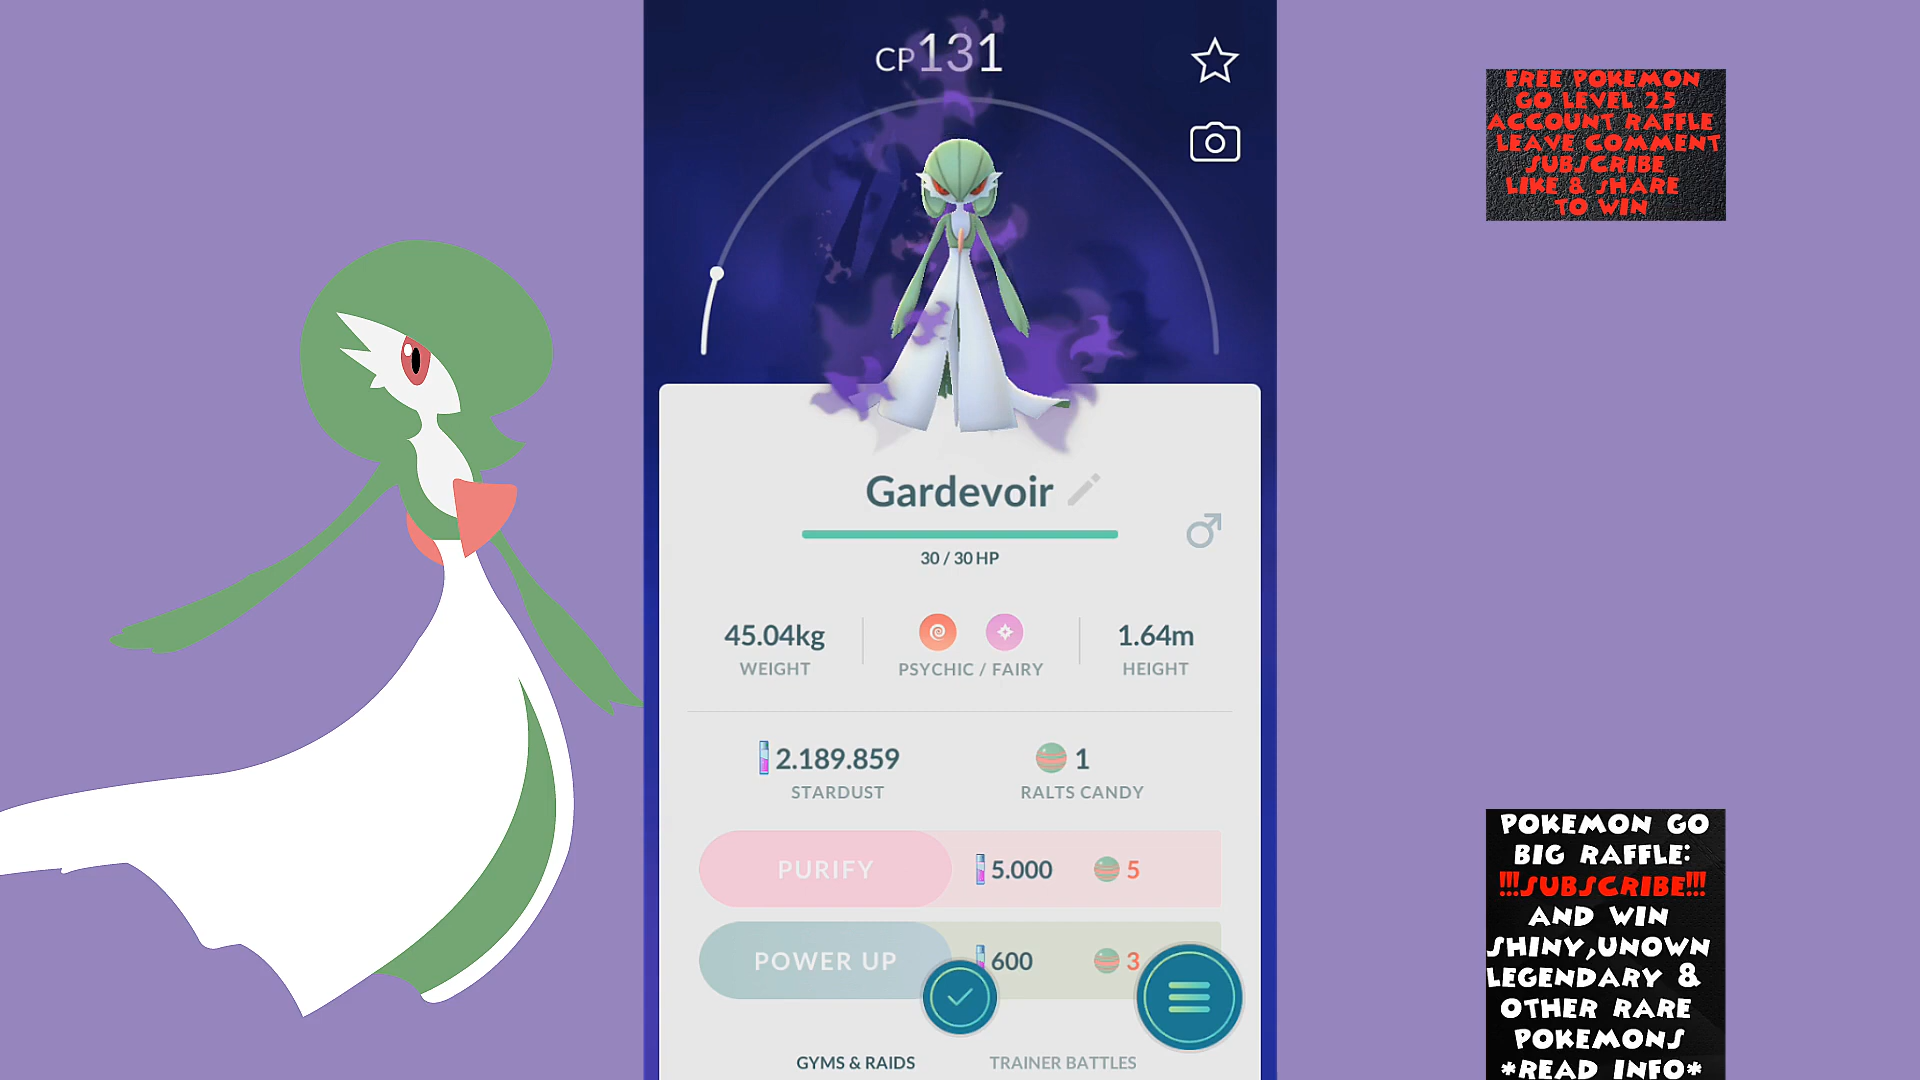 CP131
Gardevoir
30 / 30 HP
45.04kg
WEIGHT
PSYCHIC / FAIRY
1.64m
HEIGHT
2.189.859
STARDUST
1
RALTS CANDY
PURIFY 5.000 5
POWER UP 600 3
GYMS & RAIDS TRAINER BATTLES
FREE POKEMON
GO LEVEL 25
ACCOUNT RAFFLE
LEAVE COMMENT
SUBSCRIBE
LIKE & SHARE
TO WIN
POKEMON GO
BIG RAFFLE:
!!!SUBSCRIBE!!!
AND WIN
SHINY,UNOWN
LEGENDARY &
OTHER RARE
POKEMONS
*READ INFO*